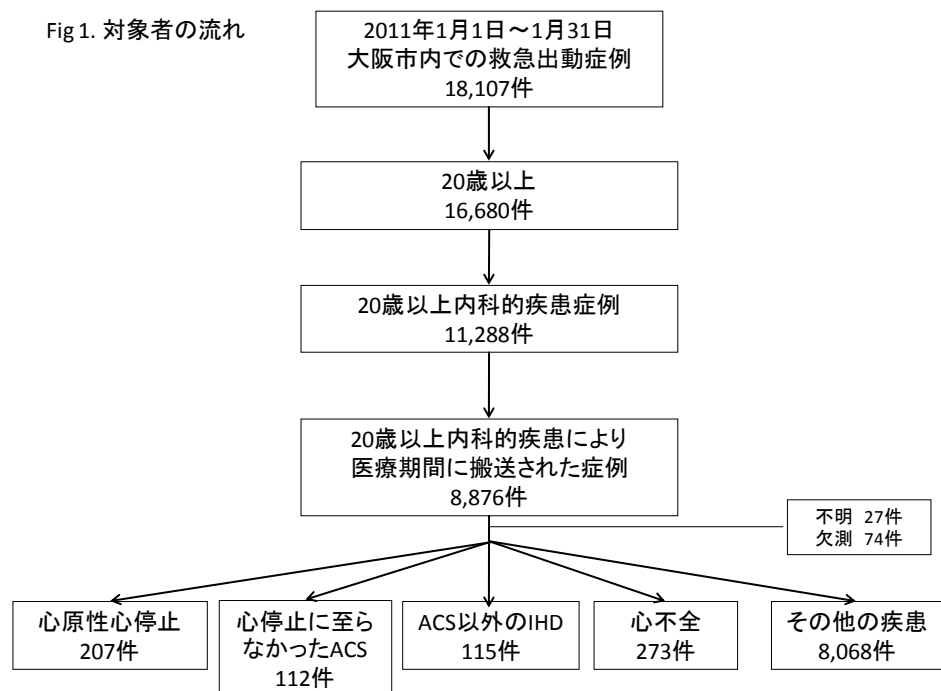 Fig 1. 対象者の流れ
2011年1月1日～1月31日
大阪市内での救急出動症例
18,107件
20歳以上
16,680件
20歳以上内科的疾患症例
11,288件
20歳以上内科的疾患により
医療期間に搬送された症例
8,876件
不明 27件
欠測 74件
心原性心停止
207件
心停止に至ら
なかったACS
112件
ACS以外のIHD
115件
心不全
273件
その他の疾患
8,068件